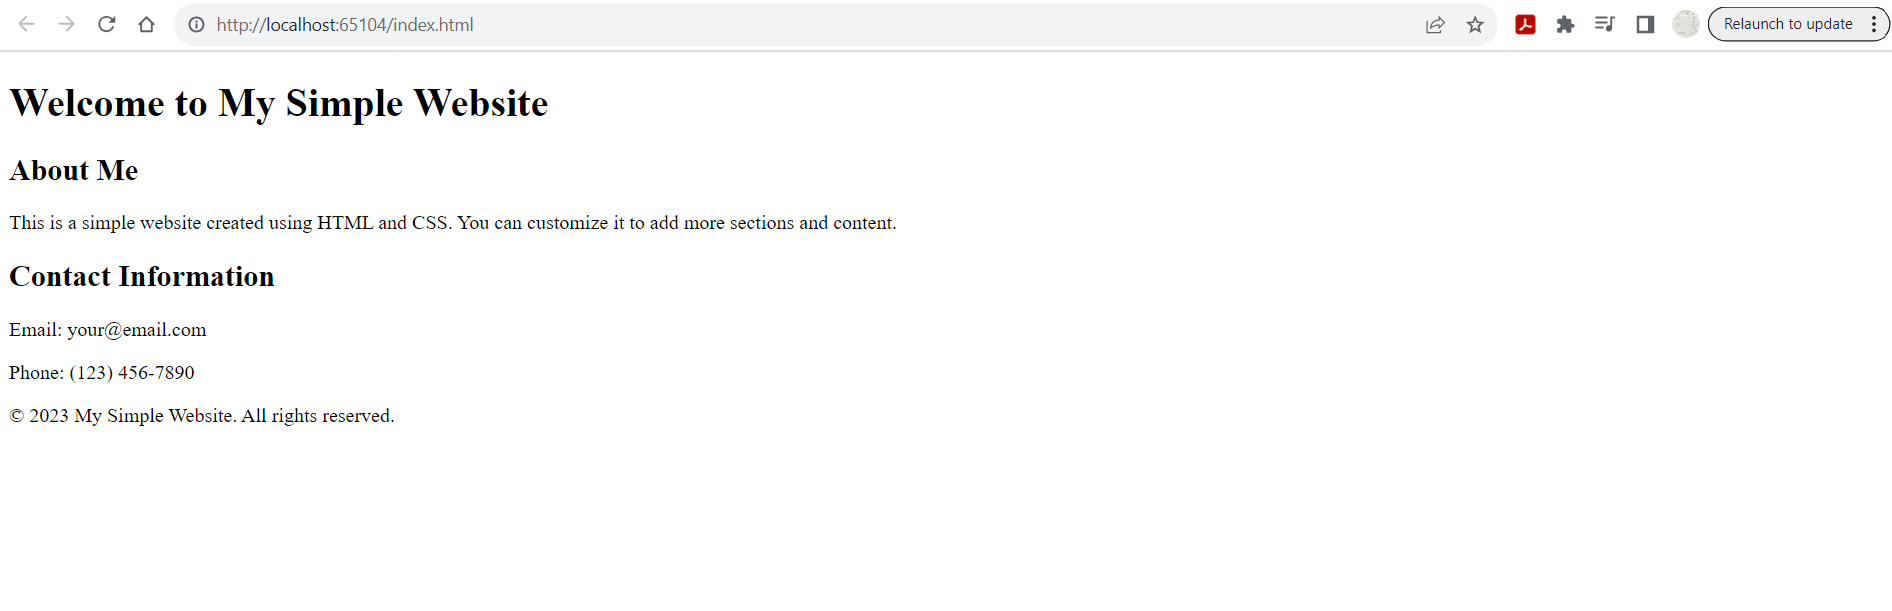 http://localhost:65104/index.html
Relaunch to update
Welcome to My Simple Website
About Me
This is a simple website created using HTML and CSS. You can customize it to add more sections and content.
Contact Information
Email: your@email.com
Phone: (123) 456-7890
© 2023 My Simple Website. All rights reserved.